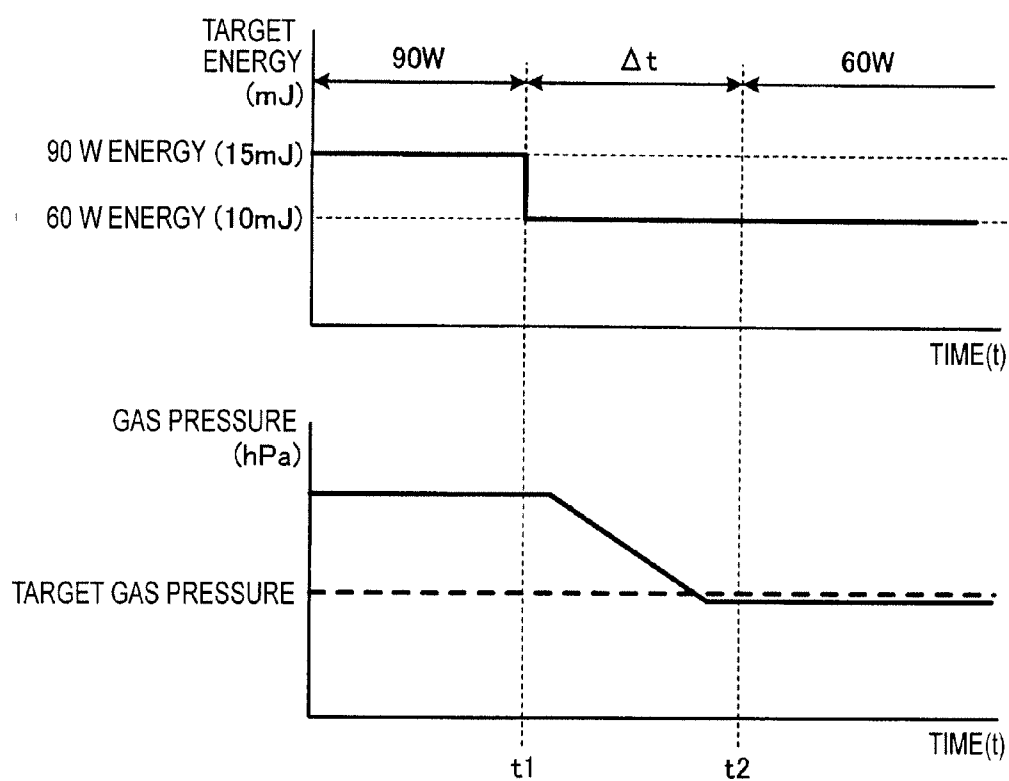 TARGET
ENERGY
(mJ)
90W
Δt
60W
90 W ENERGY (15mJ)
60 W ENERGY (10mJ)
TIME(t)
GAS PRESSURE
(hPa)
TARGET GAS PRESSURE
TIME(t)
t1
t2